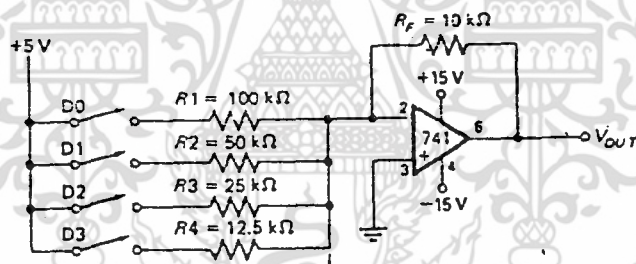 R_F = 10 kΩ
+5 V
+15 V
D0
R1 = 100 kΩ
2
6
D1
R2 = 50 kΩ
741
V_OUT
+
3
4
D2
R3 = 25 kΩ
−15 V
D3
R4 = 12.5 kΩ